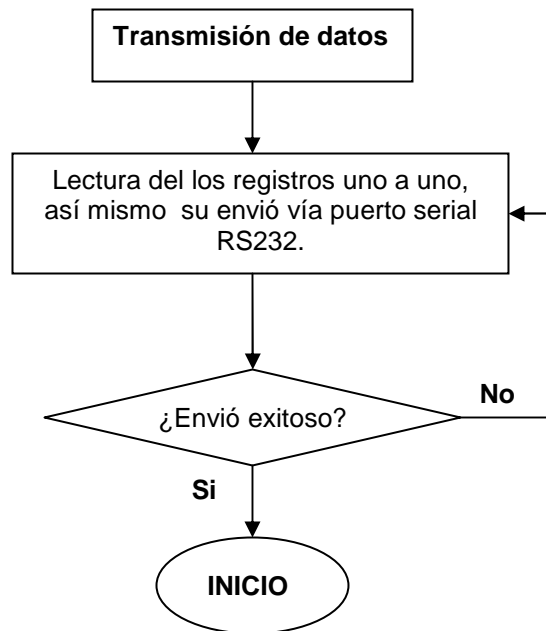 Transmisión de datos
Lectura del los registros uno a uno,
así mismo su envió vía puerto serial
RS232.
¿Envió exitoso?
No
Si
INICIO